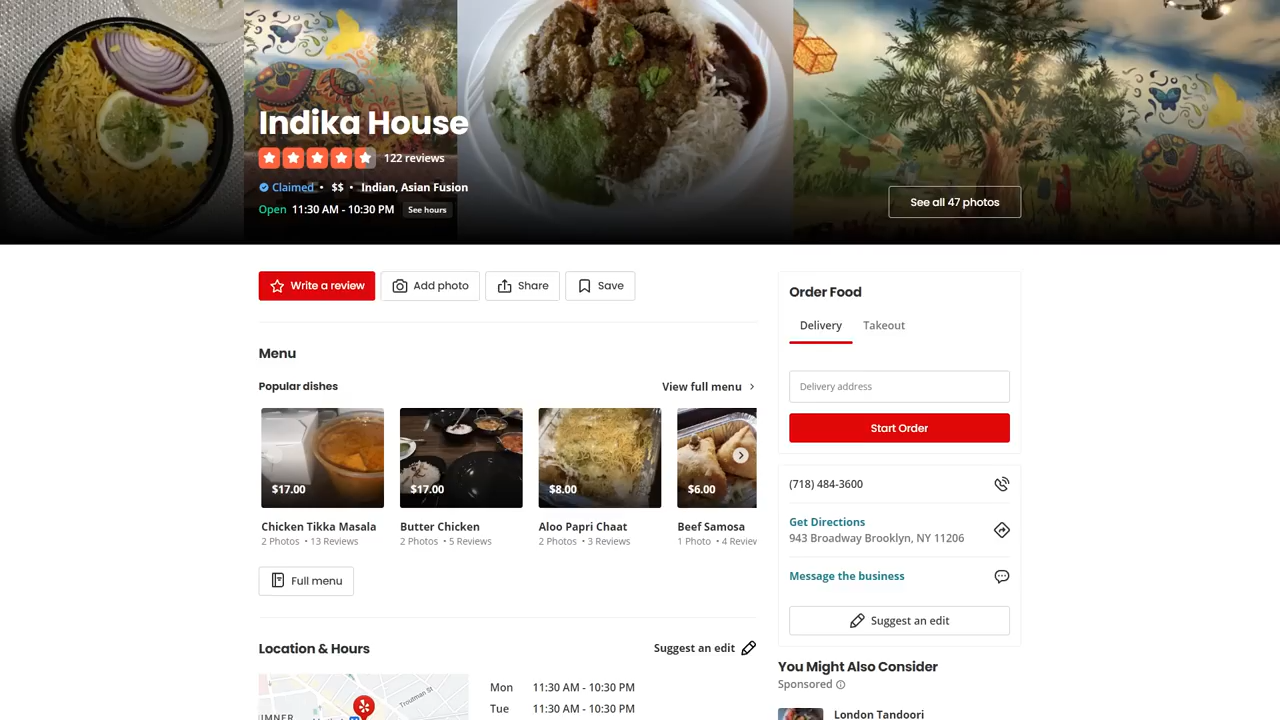 Indika House
122 reviews
Claimed • $$ • Indian, Asian Fusion
Open 11:30 AM - 10:30 PM See hours
See all 47 photos
Write a review
Add photo
Share
Save
Menu
Popular dishes
View full menu
$17.00
Chicken Tikka Masala
2 Photos • 13 Reviews
$17.00
Butter Chicken
2 Photos • 5 Reviews
$8.00
Aloo Papri Chaat
2 Photos • 3 Reviews
$6.00
Beef Samosa
1 Photo • 4 Review
Full menu
Location & Hours
Suggest an edit
Mon 11:30 AM - 10:30 PM
Tue 11:30 AM - 10:30 PM
Troutman St
Order Food
Delivery
Takeout
Delivery address
Start Order
(718) 484-3600
Get Directions
943 Broadway Brooklyn, NY 11206
Message the business
Suggest an edit
You Might Also Consider
Sponsored
London Tandoori